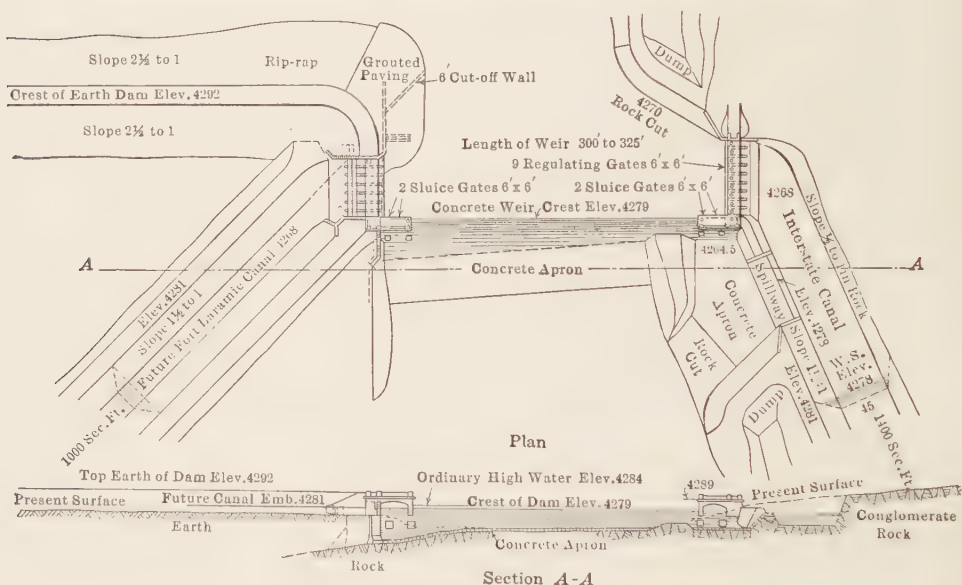 Slope 2½ to 1
Rip-rap
Grouted
Paving
6' Cut-off Wall
Crest of Earth Dam Elev. 4292
Slope 2½ to 1
Dump
4270
Rock Cut
Length of Weir 300' to 325'
9 Regulating Gates 6'x 6'
2 Sluice Gates 6'x 6'
2 Sluice Gates 6'x 6'
Concrete Weir Crest Elev. 4279
4268
Slope ½ to 1 in Rock
Interstate Canal
4264.5
A
A
Concrete Apron
Elev. 4281
Slope 1½ to 1
Future Fort Laramie Canal 4268
1000 Sec. Ft.
Spillway
Elev. 4278
Concrete
Apron
Rock
Cut
Slope 1½:1
Elev. 4281
W.S.
Elev.
4278
Dump
45
1400 Sec. Ft.
Plan
Top Earth of Dam Elev. 4292
Ordinary High Water Elev. 4284
4289
Present Surface
Present Surface
Future Canal Emb. 4281
Crest of Dam Elev. 4279
Earth
Concrete Apron
Conglomerate
Rock
Rock
Section A-A